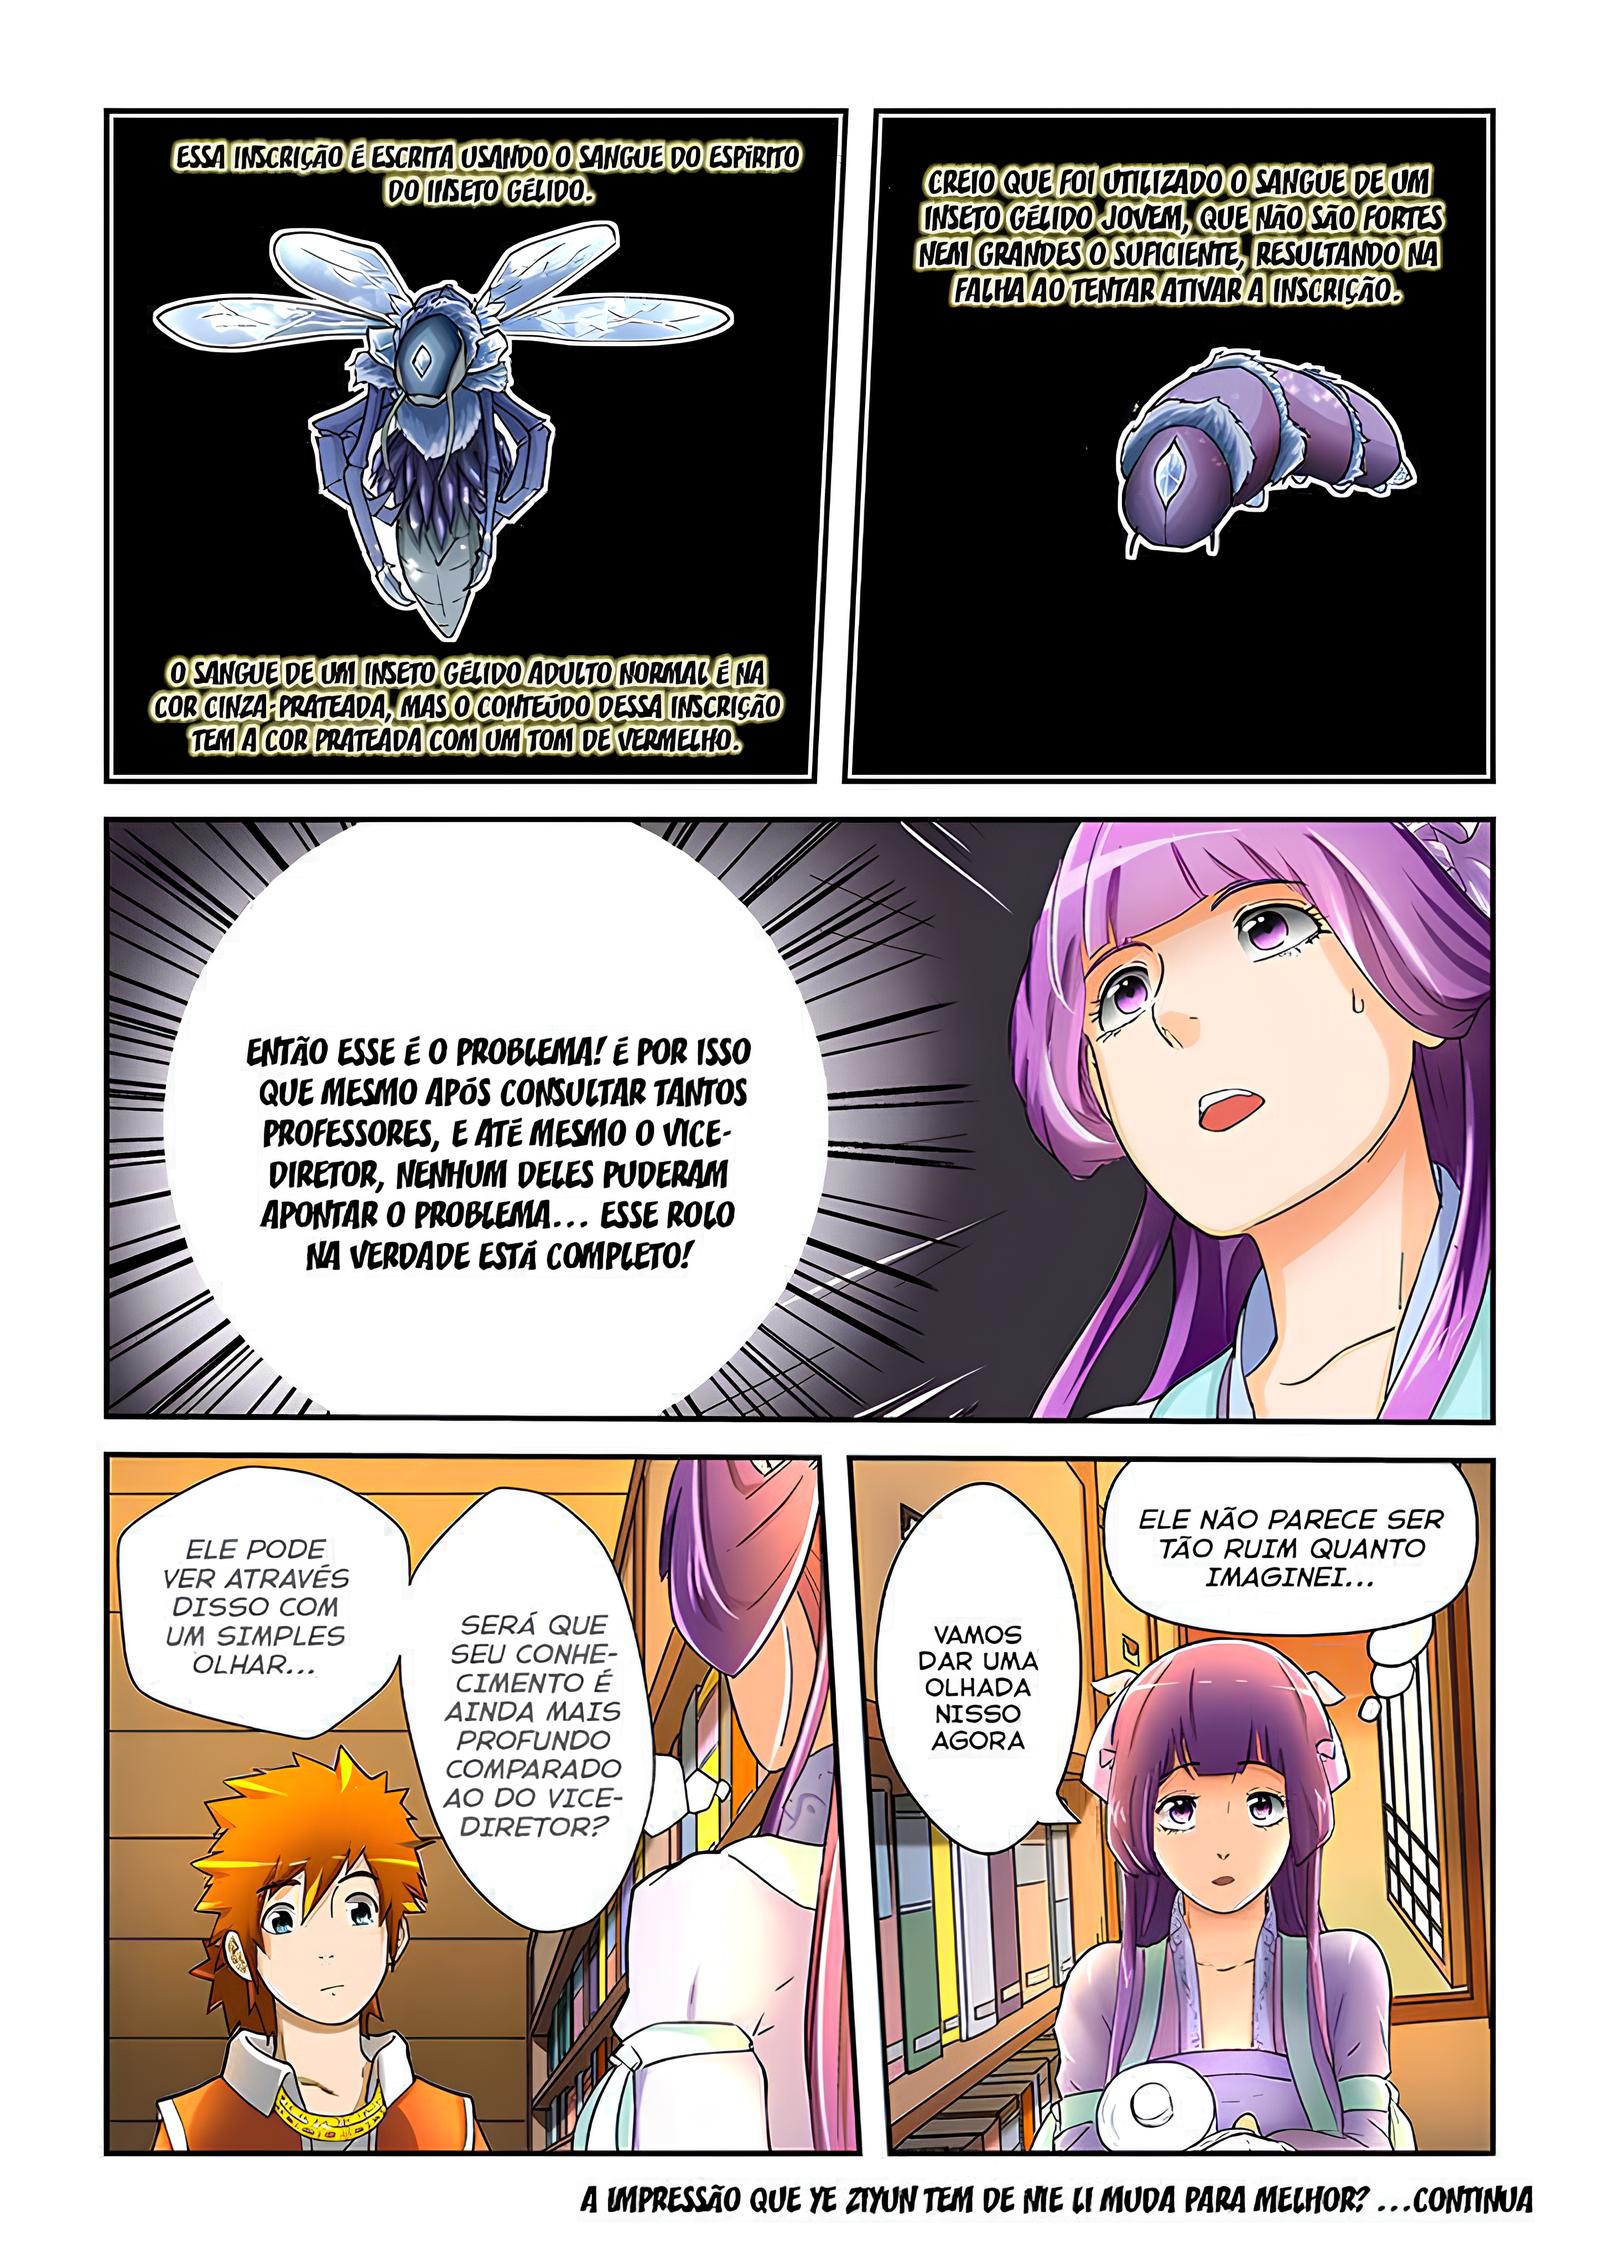 ESSA INSCRIÇÃO É ESCRITA USANDO O SANGUE DO ESPÍRITO
DO INSETO GÉLIDO.
O SANGUE DE UM INSETO GÉLIDO ADULTO NORMAL É NA
COR CINZA-PRATEADA, MAS O CONTEÚDO DESSA INSCRIÇÃO
TEM A COR PRATEADA COM UM TOM DE VERMELHO.
CREIO QUE FOI UTILIZADO O SANGUE DE UM
INSETO GÉLIDO JOVEM, QUE NÃO SÃO FORTES
NEM GRANDES O SUFICIENTE, RESULTANDO NA
FALHA AO TENTAR ATIVAR A INSCRIÇÃO.
ENTÃO ESSE É O PROBLEMA! É POR ISSO
QUE MESMO APÓS CONSULTAR TANTOS
PROFESSORES, E ATÉ MESMO O VICE-
DIRETOR, NENHUM DELES PUDERAM
APONTAR O PROBLEMA... ESSE ROLO
NA VERDADE ESTÁ COMPLETO!
ELE PODE
VER ATRAVÉS
DISSO COM
UM SIMPLES
OLHAR...
SERÁ QUE
SEU CONHE-
CIMENTO É
AINDA MAIS
PROFUNDO
COMPARADO
AO DO VICE-
DIRETOR?
VAMOS
DAR UMA
OLHADA
NISSO
AGORA
ELE NÃO PARECE SER
TÃO RUIM QUANTO
IMAGINEI...
A IMPRESSÃO QUE YE ZIYUN TEM DE NIE LI MUDA PARA MELHOR? ...CONTINUA